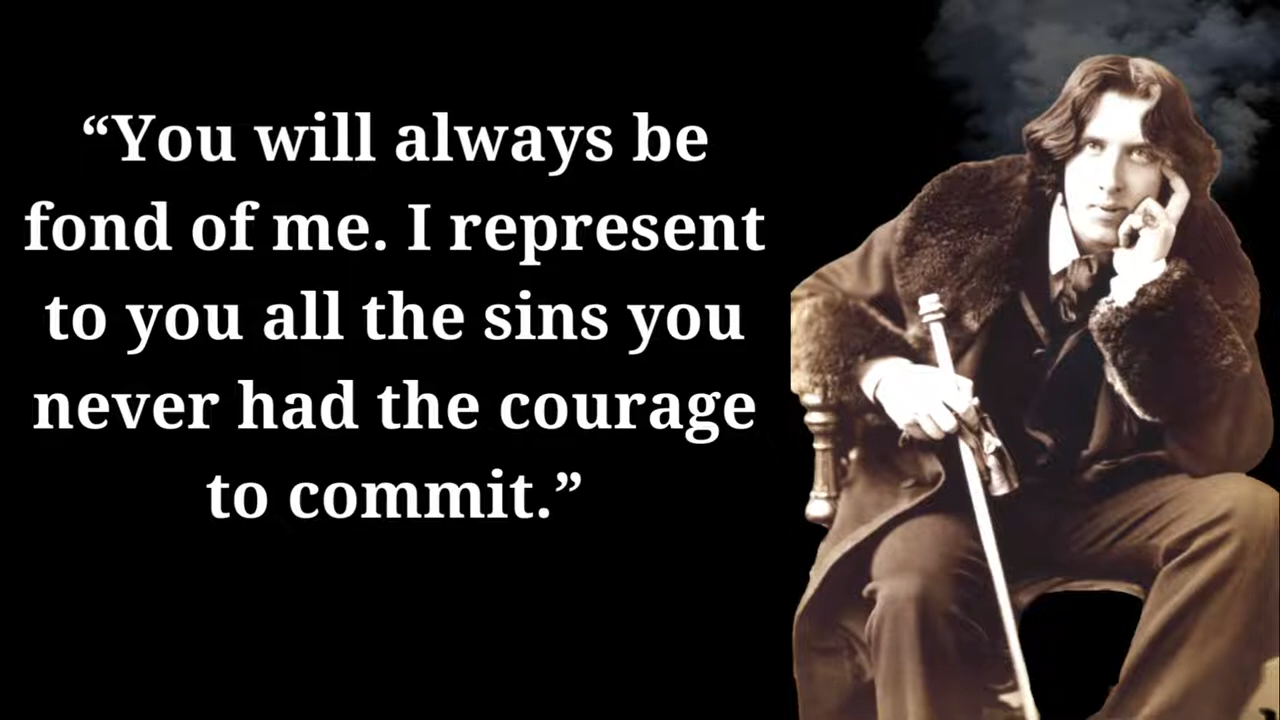 “You will always be
fond of me. I represent
to you all the sins you
never had the courage
to commit.”